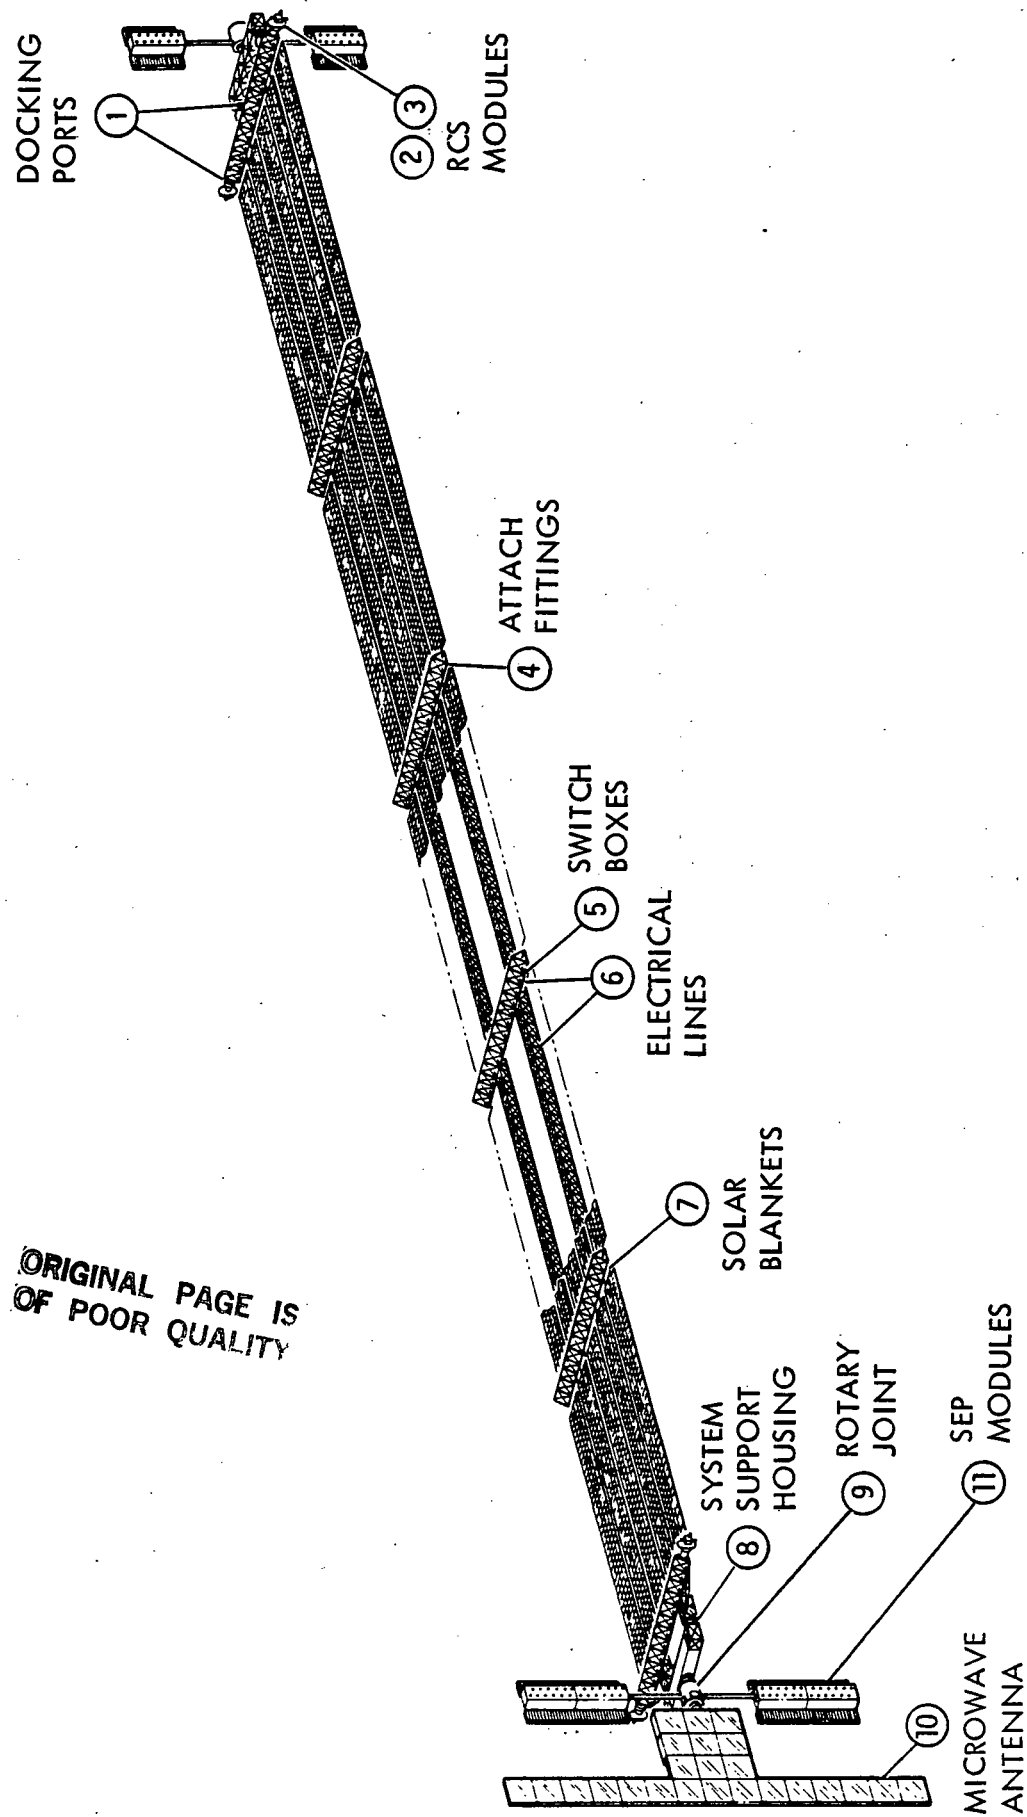 DOCKING
PORTS
1
2 3
RCS
MODULES
4
ATTACH
FITTINGS
5
SWITCH
BOXES
6
ELECTRICAL
LINES
7
SOLAR
BLANKETS
8
SYSTEM
SUPPORT
HOUSING
9
ROTARY
JOINT
10
MICROWAVE
ANTENNA
11
SEP
MODULES
ORIGINAL PAGE IS
OF POOR QUALITY